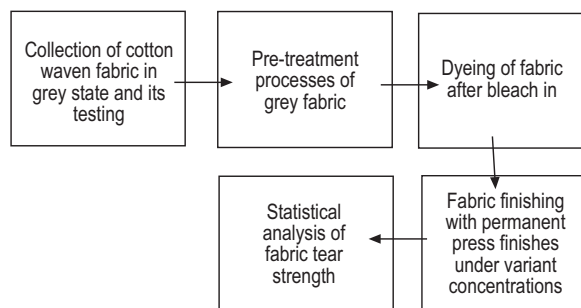 Collection of cotton
waven fabric in
grey state and its
testing
Pre-treatment
processes of
grey fabric
Dyeing of fabric
after bleach in
Fabric finishing
with permanent
press finishes
under variant
concentrations
Statistical
analysis of
fabric tear
strength